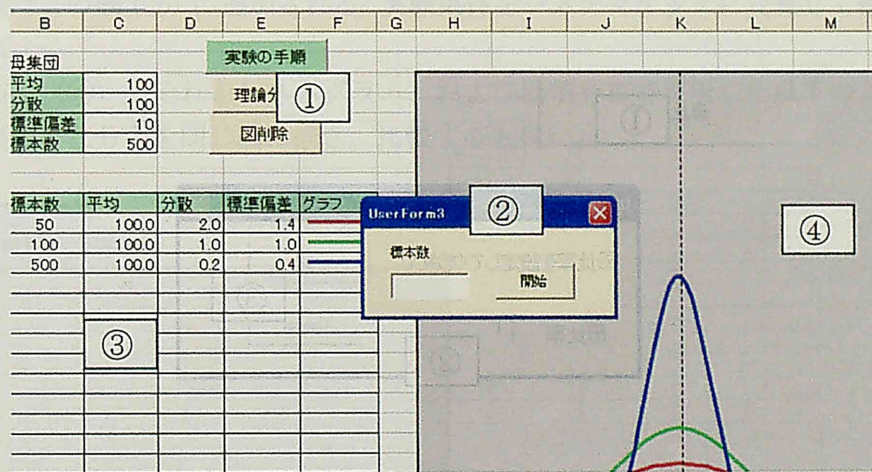 B C D E F G H I J K L M
母集団
実験の手順
平均 100
理論分 ①
分散 100
標準偏差 10
図削除
標本数 500
標本数 平均 分散 標準偏差 グラフ
50 100.0 2.0 1.4
100 100.0 1.0 1.0
500 100.0 0.2 0.4
UserForm3 ②
標本数
開始
③
④